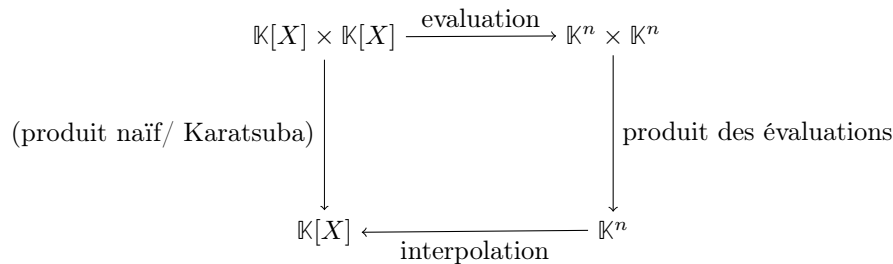 evaluation
𝕂[X] × 𝕂[X]
𝕂ⁿ × 𝕂ⁿ
(produit naïf/ Karatsuba)
produit des évaluations
𝕂[X]
𝕂ⁿ
interpolation